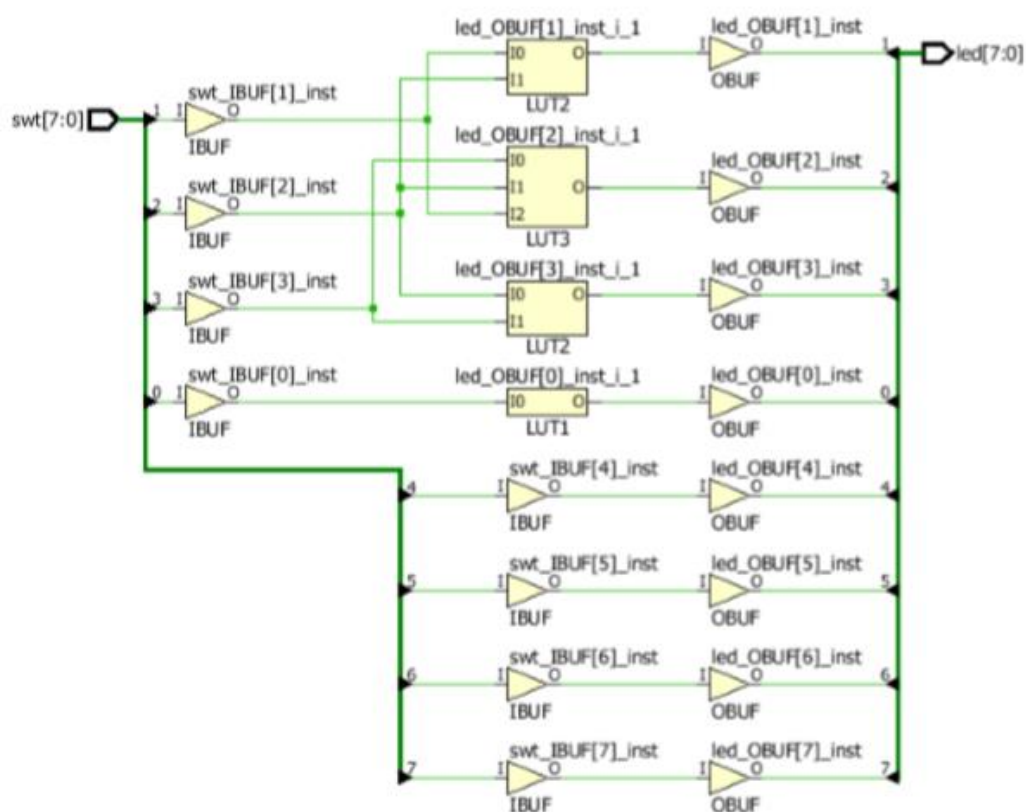 led_OBUF[1]_inst_i_1 led_OBUF[1]_inst
I0 O I O 1 led[7:0]
I1 OBUF
swt_IBUF[1]_inst LUT2
swt[7:0] 1 I O
IBUF led_OBUF[2]_inst_i_1
I0 led_OBUF[2]_inst
swt_IBUF[2]_inst I1 O I O 2
2 I O I2 OBUF
IBUF LUT3
led_OBUF[3]_inst_i_1 led_OBUF[3]_inst
swt_IBUF[3]_inst I0 O I O 3
3 I O I1 OBUF
IBUF LUT2
swt_IBUF[0]_inst led_OBUF[0]_inst_i_1 led_OBUF[0]_inst
0 I O I0 O I O 0
IBUF LUT1 OBUF
swt_IBUF[4]_inst led_OBUF[4]_inst
4 I O I O 4
IBUF OBUF
swt_IBUF[5]_inst led_OBUF[5]_inst
5 I O I O 5
IBUF OBUF
swt_IBUF[6]_inst led_OBUF[6]_inst
6 I O I O 6
IBUF OBUF
swt_IBUF[7]_inst led_OBUF[7]_inst
7 I O I O 7
IBUF OBUF